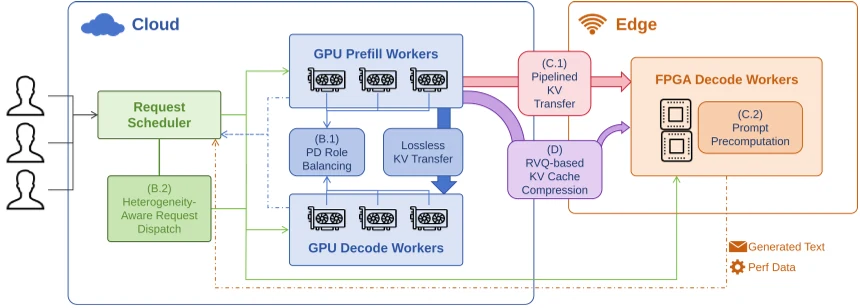 Cloud
Edge
GPU Prefill Workers
(C.1)
Pipelined
KV
Transfer
FPGA Decode Workers
(C.2)
Prompt
Precomputation
Request
Scheduler
(B.1)
PD Role
Balancing
Lossless
KV Transfer
(D)
RVQ-based
KV Cache
Compression
(B.2)
Heterogeneity-
Aware Request
Dispatch
GPU Decode Workers
Generated Text
Perf Data